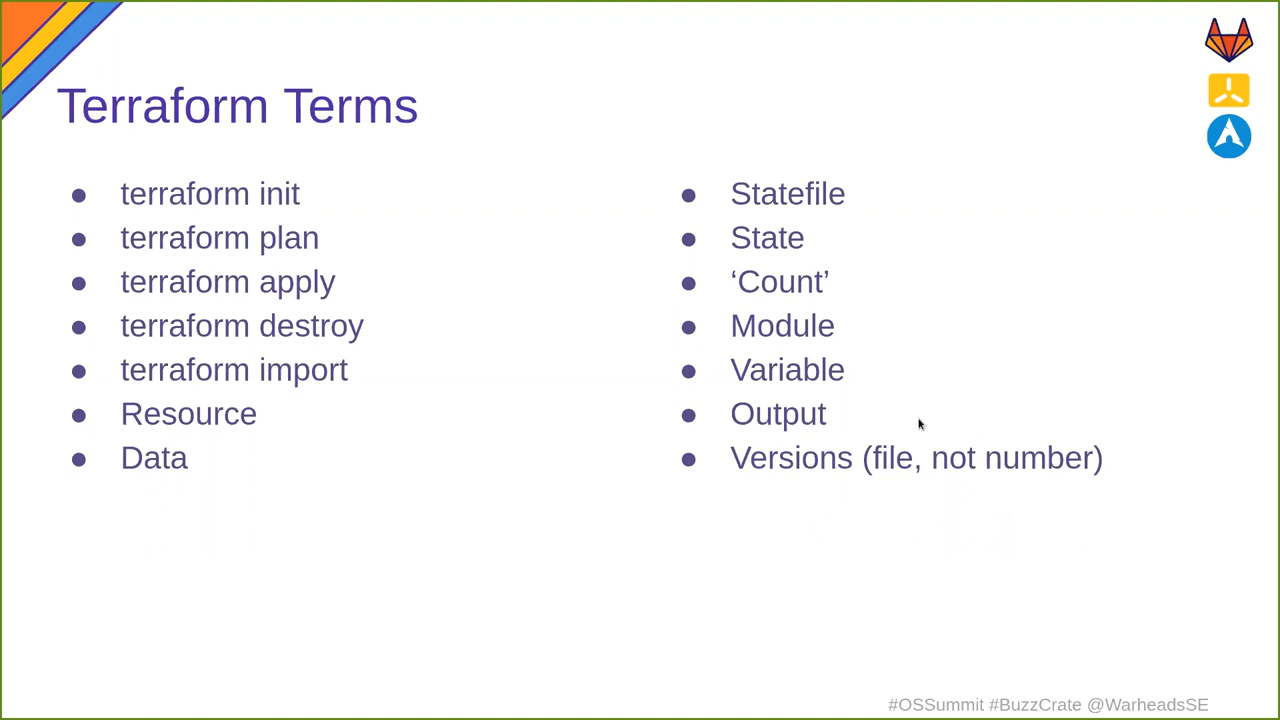 Terraform Terms
● terraform init
● terraform plan
● terraform apply
● terraform destroy
● terraform import
● Resource
● Data
● Statefile
● State
● ‘Count’
● Module
● Variable
● Output
● Versions (file, not number)
#OSSummit #BuzzCrate @WarheadsSE